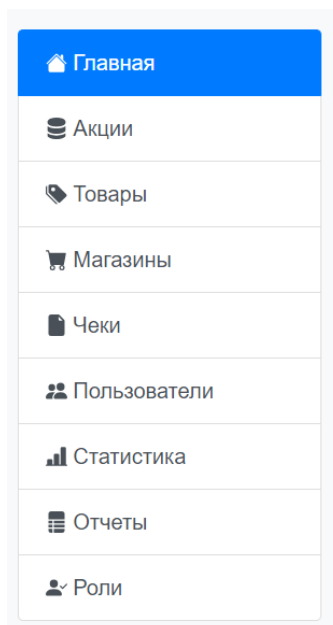 Главная
Акции
Товары
Магазины
Чеки
Пользователи
Статистика
Отчеты
Роли